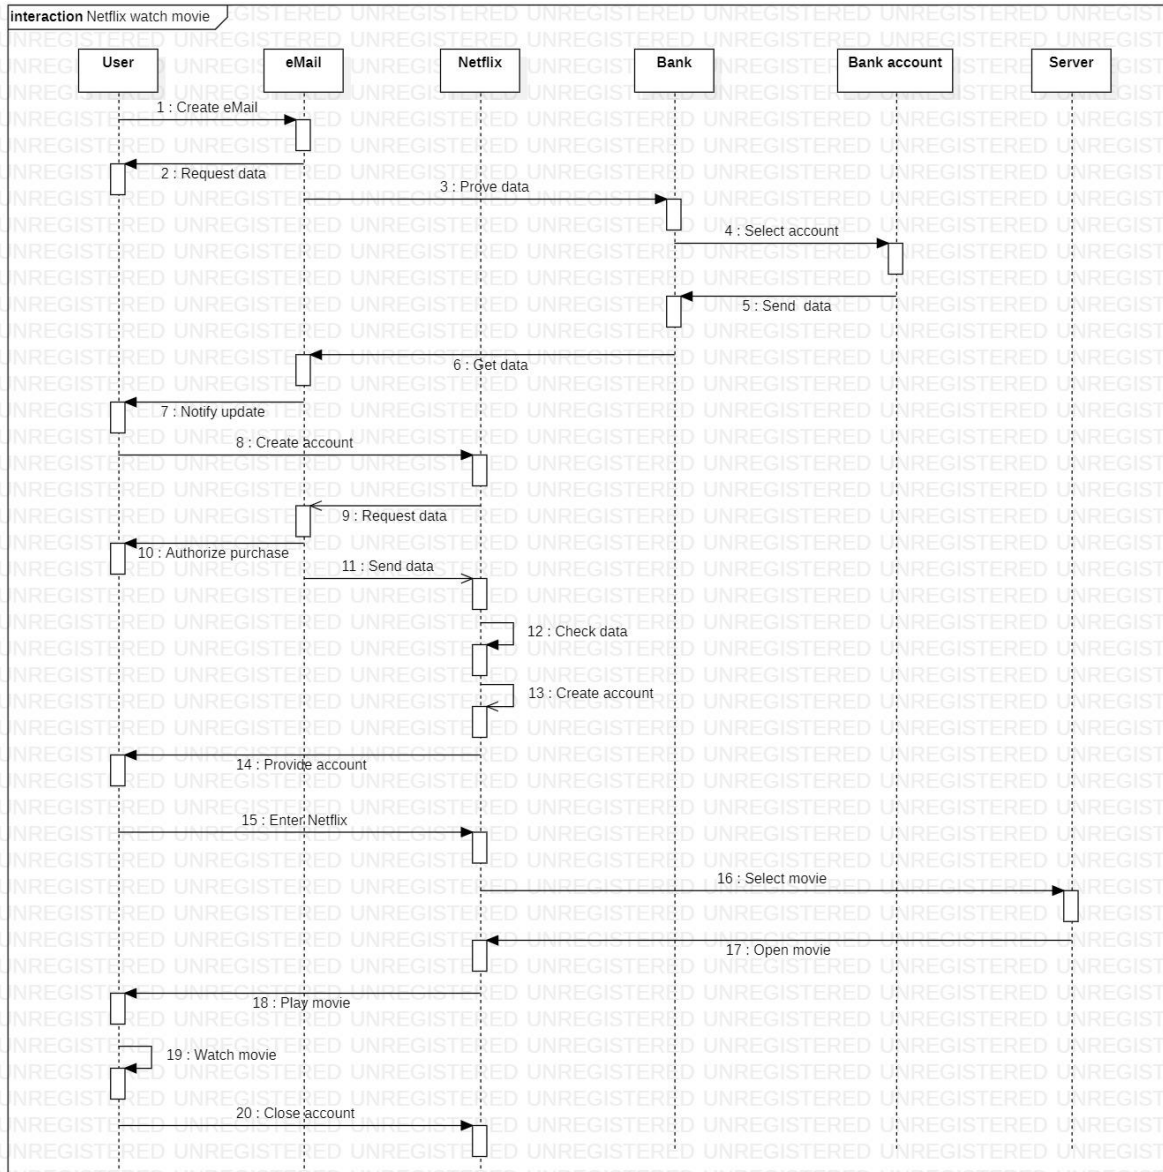 interaction Netflix watch movie
User
eMail
Netflix
Bank
Bank account
Server
1 : Create eMail
2 : Request data
3 : Prove data
4 : Select account
5 : Send  data
6 : Get data
7 : Notify update
8 : Create account
9 : Request data
10 : Authorize purchase
11 : Send data
12 : Check data
13 : Create account
14 : Provide account
15 : Enter Netflix
16 : Select movie
17 : Open movie
18 : Play movie
19 : Watch movie
20 : Close account
UNREGISTERED